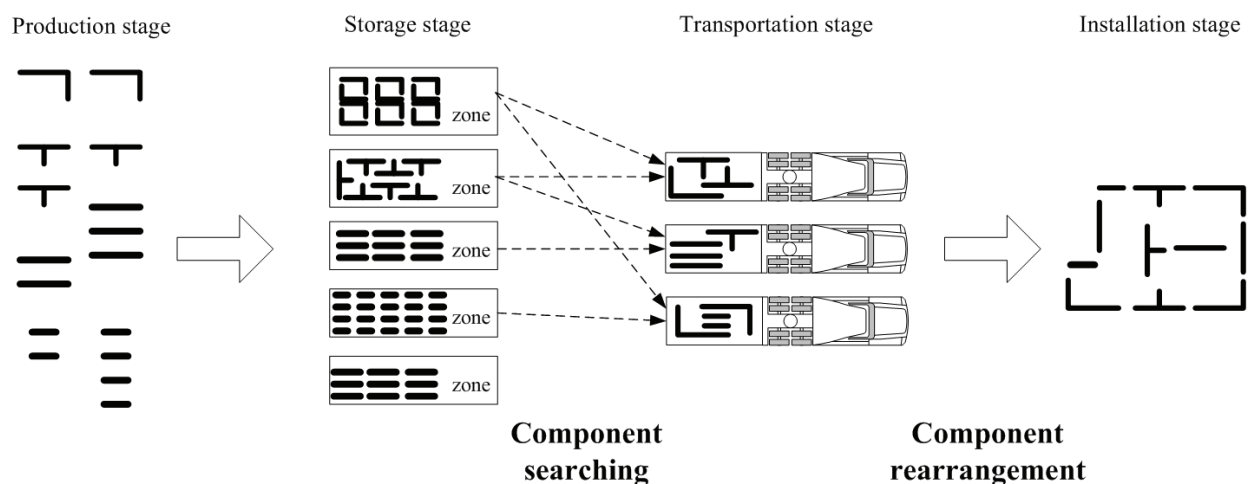 Production stage
Storage stage
Transportation stage
Installation stage
zone
zone
zone
zone
zone
Component
searching
Component
rearrangement